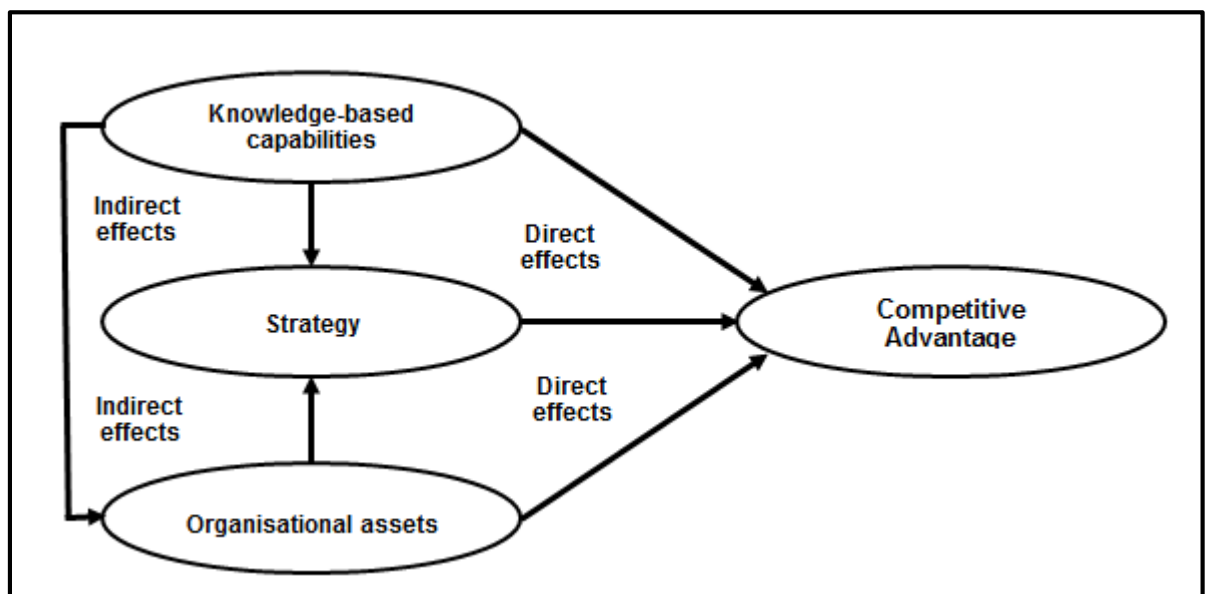 Knowledge-based
capabilities
Indirect
effects
Direct
effects
Strategy
Competitive
Advantage
Indirect
effects
Direct
effects
Organisational assets